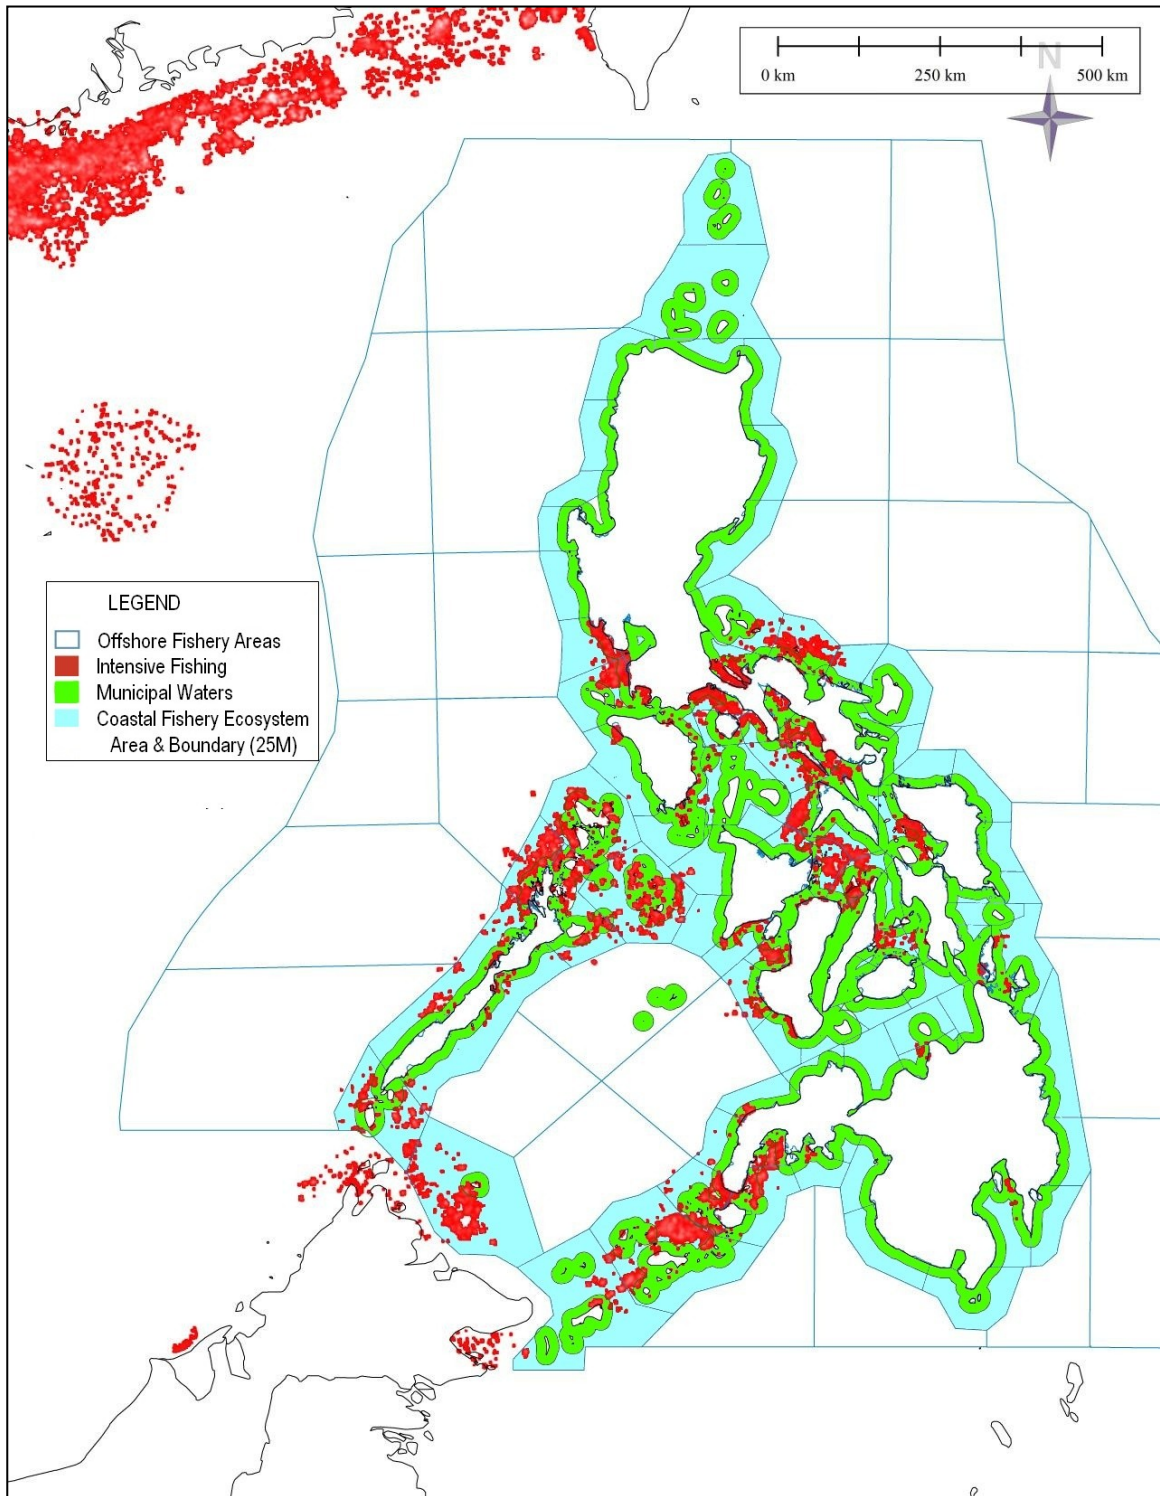 N
0 km 250 km 500 km
LEGEND
Offshore Fishery Areas
Intensive Fishing
Municipal Waters
Coastal Fishery Ecosystem
Area & Boundary (25M)